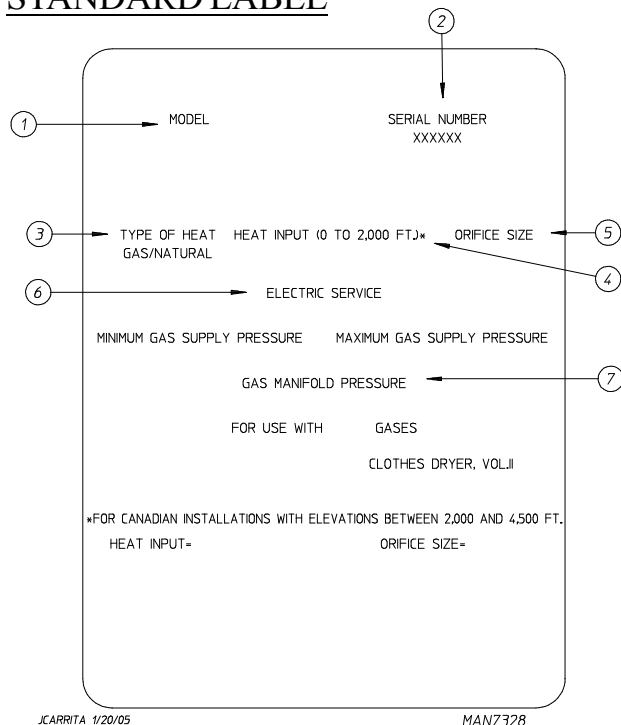 STANDARD LABEL
2
1 MODEL SERIAL NUMBER
XXXXXX
3 TYPE OF HEAT HEAT INPUT (0 TO 2,000 FT.)* ORIFICE SIZE 5
GAS/NATURAL
4
6 ELECTRIC SERVICE
MINIMUM GAS SUPPLY PRESSURE MAXIMUM GAS SUPPLY PRESSURE
GAS MANIFOLD PRESSURE 7
FOR USE WITH GASES
CLOTHES DRYER, VOL.II
*FOR CANADIAN INSTALLATIONS WITH ELEVATIONS BETWEEN 2,000 AND 4,500 FT.
HEAT INPUT= ORIFICE SIZE=
JCARRITA 1/20/05 MAN7328